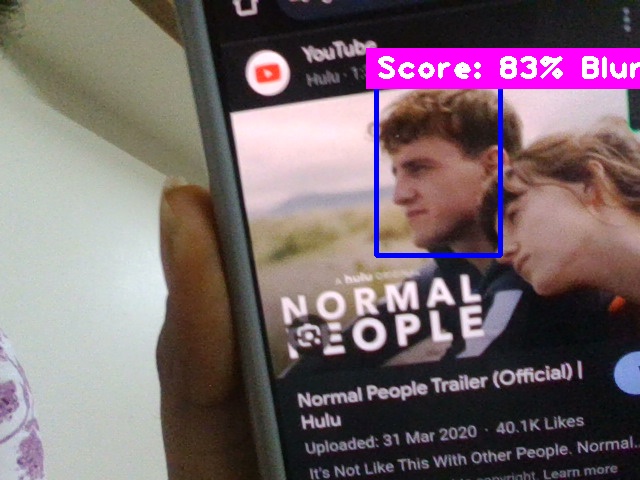 YouTube
Hulu
Score: 83% Blur
A hulu ORIGINAL
NORMAL
PEOPLE
Normal People Trailer (Official) |
Hulu
Uploaded: 31 Mar 2020 · 40.1K Likes
It's Not Like This With Other People. Normal...
copyright. Learn more